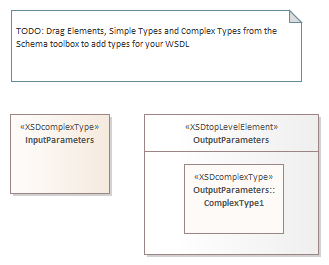 TODO: Drag Elements, Simple Types and Complex Types from the
Schema toolbox to add types for your WSDL
«XSDcomplexType»
InputParameters
«XSDtopLevelElement»
OutputParameters
«XSDcomplexType»
OutputParameters::
ComplexType1